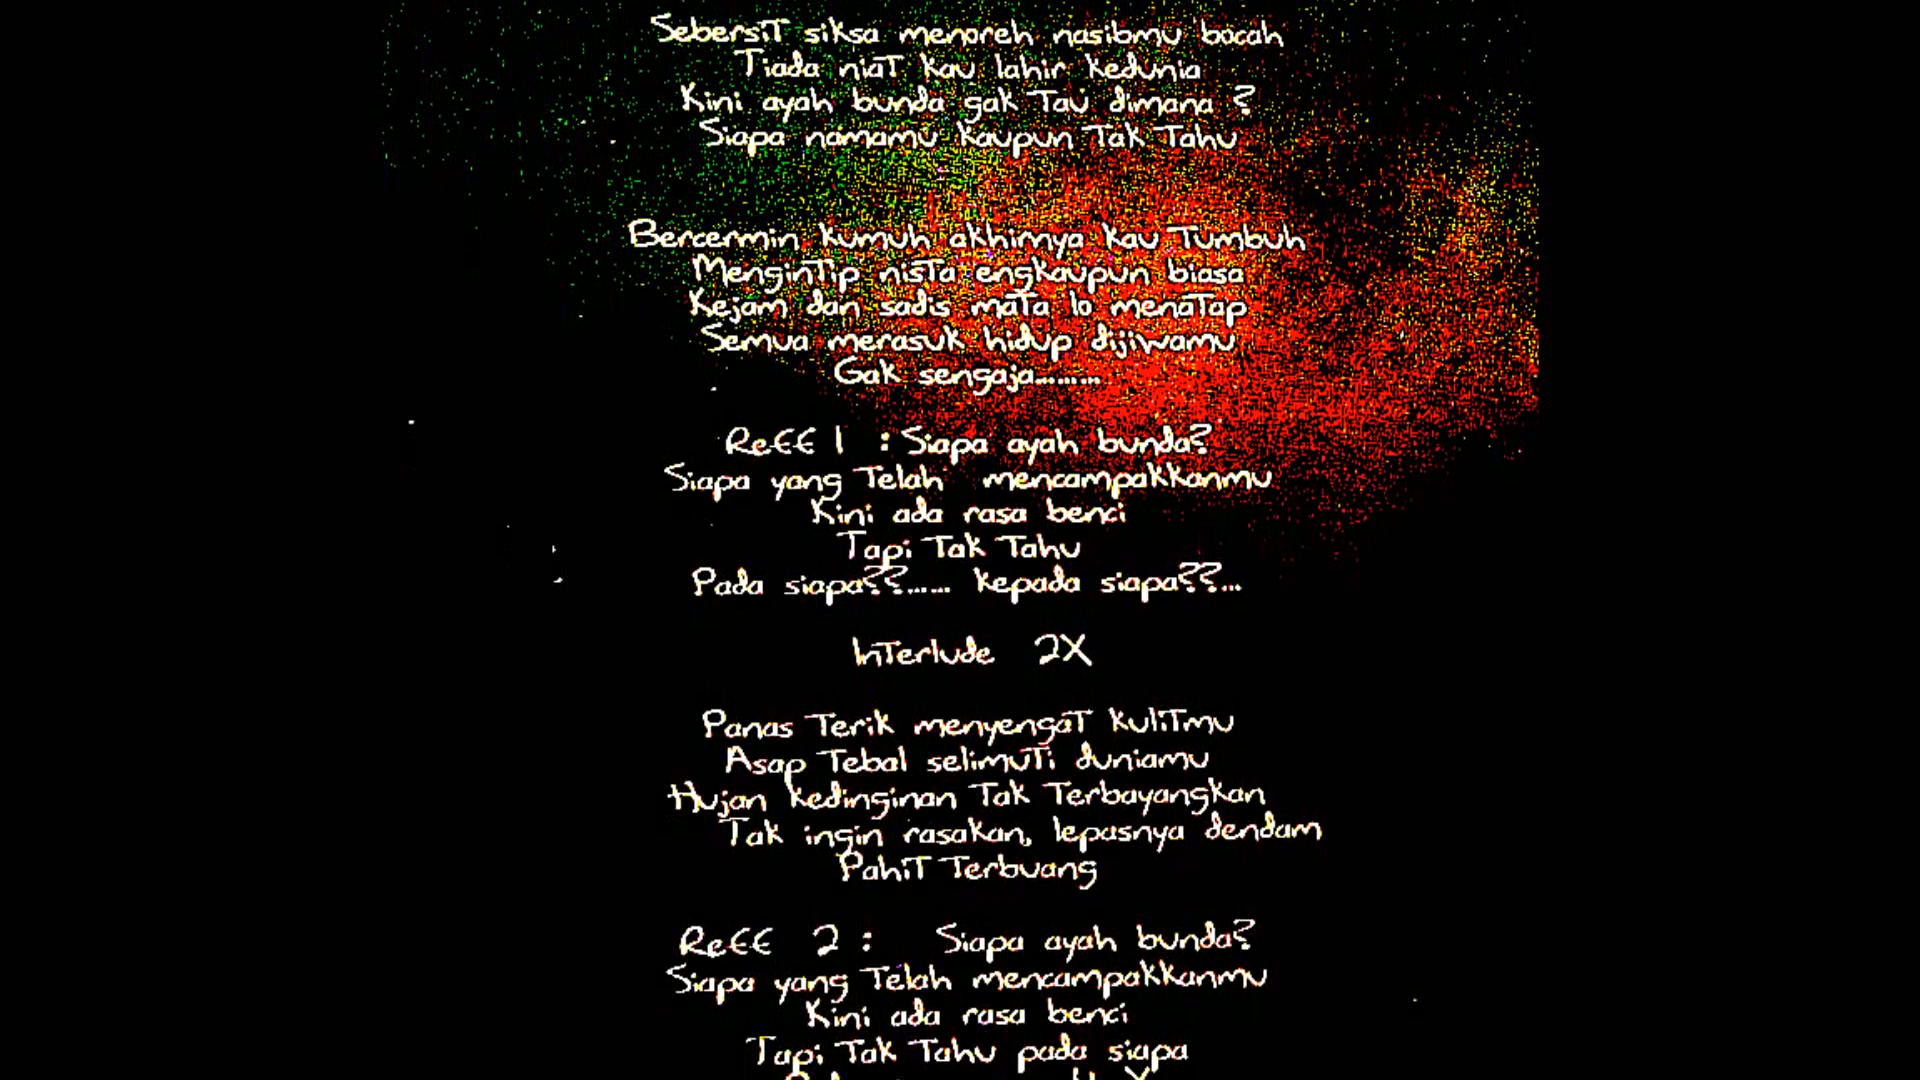 Sebersit siksa menoreh nasibmu bocah
Tiada niat kau lahir kedunia
Kini ayah bunda gak tau dimana ?
Siapa namamu kaupun tak tahu
Bercermin kumuh akhirnya kau tumbuh
Mengintip nista engkaupun biasa
Kejam dan sadis mata lo menatap
Semua merasuk hidup dijiwamu
Gak sengaja........
Reff 1 : Siapa ayah bunda?
Siapa yang telah mencampakkanmu
Kini ada rasa benci
Tapi tak tahu
Pada siapa??...... kepada siapa??...
Interlude 2X
Panas terik menyengat kulitmu
Asap tebal selimuti duniamu
Hujan kedinginan tak terbayangkan
Tak ingin rasakan, lepasnya dendam
Pahit terbuang
Reff 2 : Siapa ayah bunda?
Siapa yang telah mencampakkanmu
Kini ada rasa benci
Tapi tak tahu pada siapa